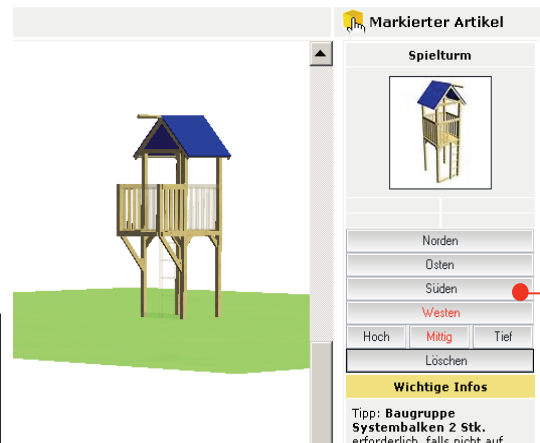 Markierter Artikel
Spielturm
Norden
Osten
Süden
Westen
Hoch Mittig Tief
Löschen
Wichtige Infos
Tipp: Baugruppe
Systembalken 2 Stk.
erforderlich, falls nicht auf